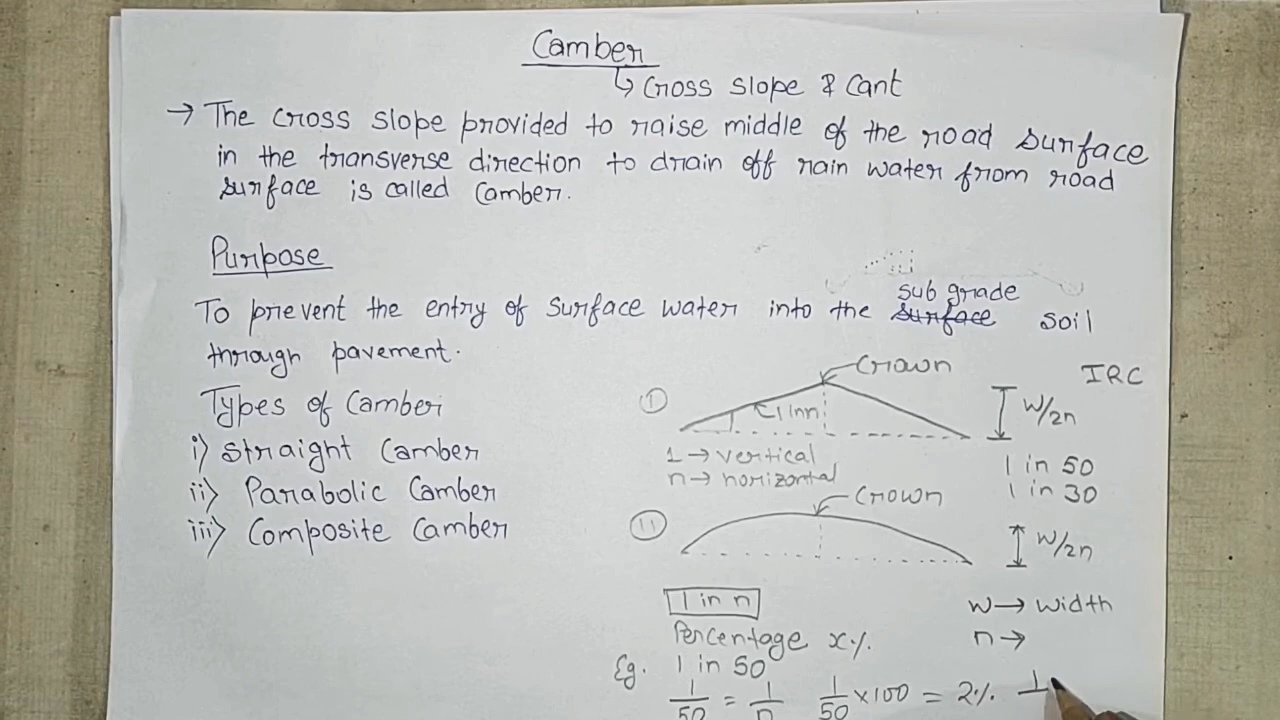 Camber
↳ Cross slope & Cant
→ The cross slope provided to raise middle of the road surface
in the transverse direction to drain off rain water from road
surface is called Camber.
Purpose
To prevent the entry of surface water into the sub grade soil
through pavement.
Types of Camber
i) Straight Camber
ii) Parabolic Camber
iii) Composite Camber
Crown
IRC
I
1 in n
W/2n
1 → vertical
n → horizontal
1 in 50
1 in 30
Crown
II
W/2n
1 in n
W → width
Percentage x%
n →
Eg. 1 in 50
1/50 = 1/n 1/50 × 100 = 2% 1